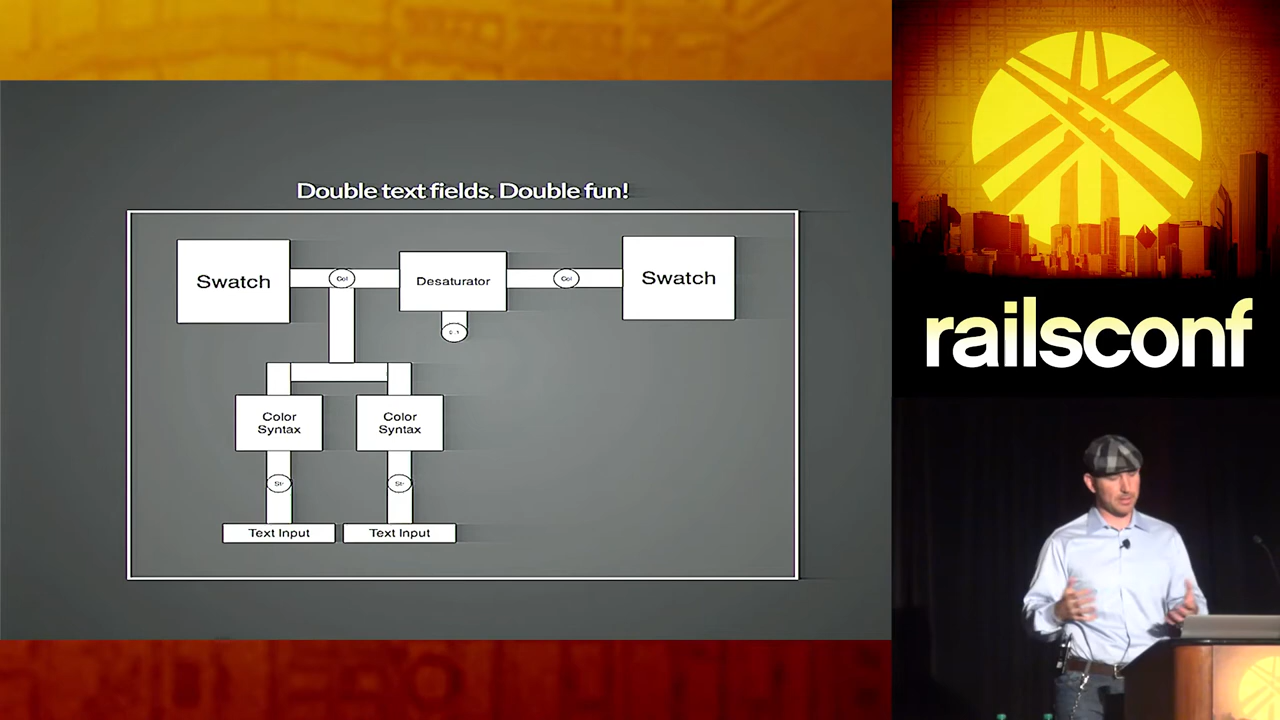 Double text fields. Double fun!
Swatch
Col
Desaturator
Col
Swatch
Color
Syntax
Color
Syntax
Str
Str
Text Input
Text Input
railsconf